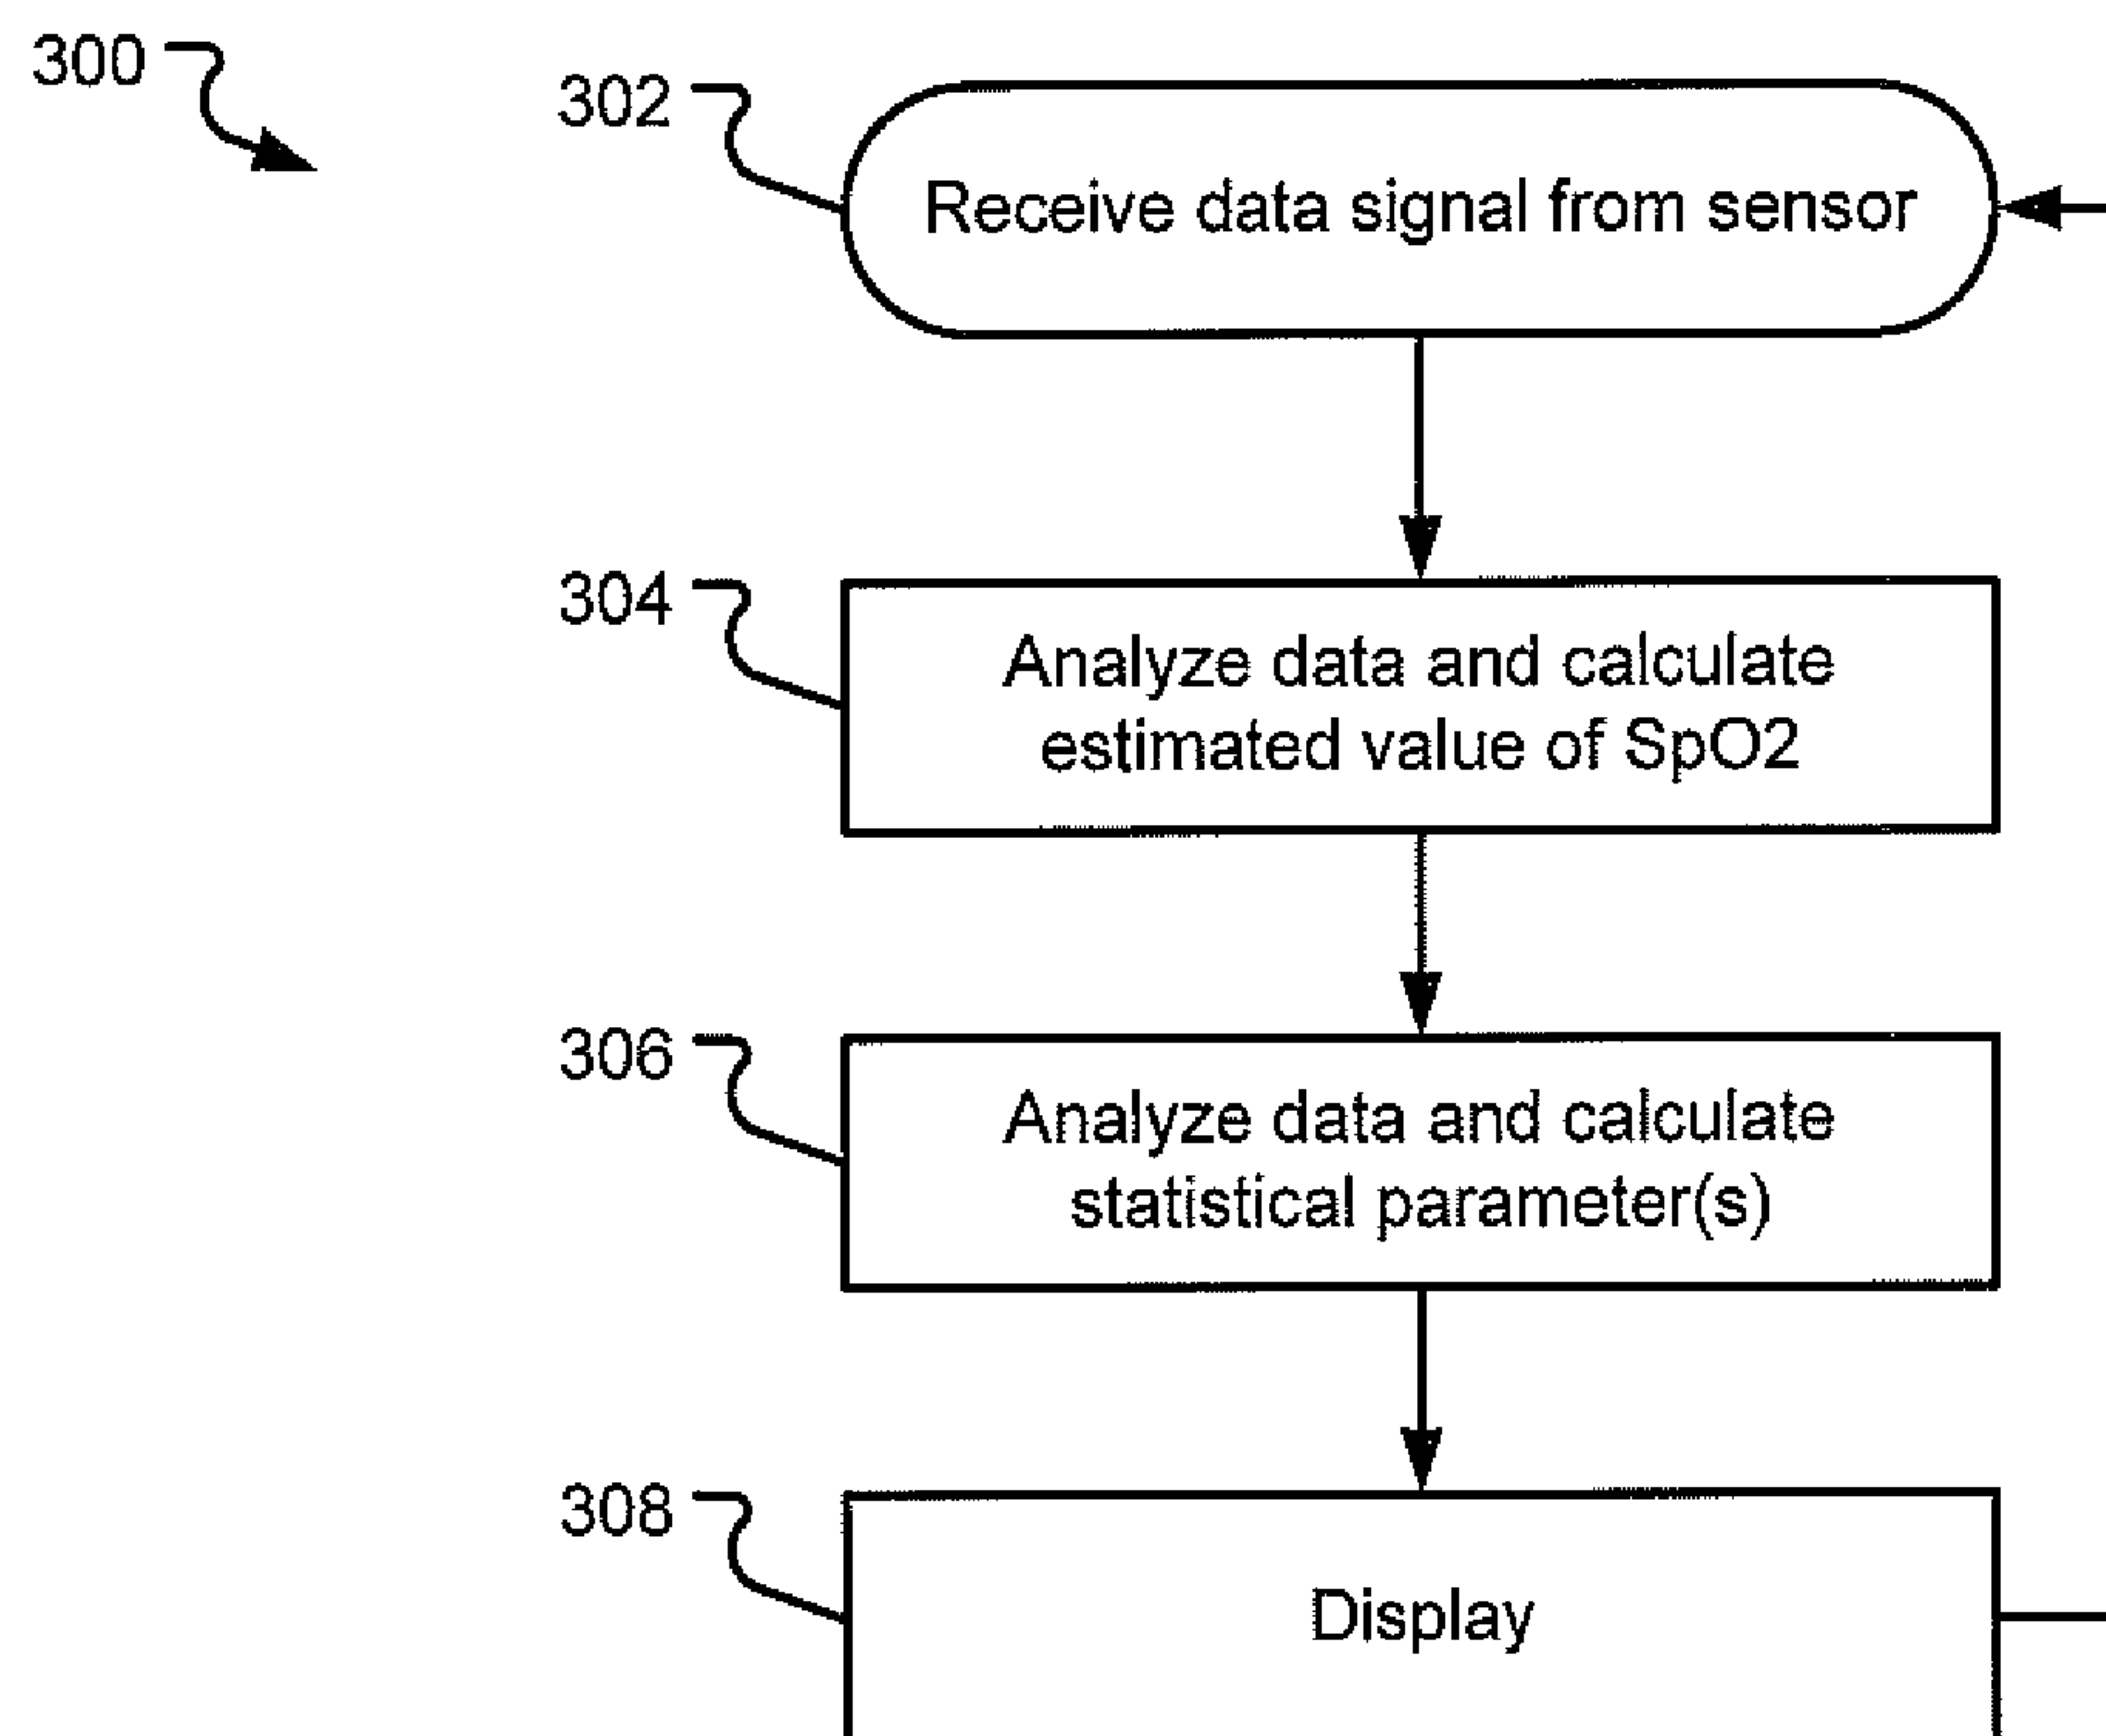 300
302
Receive data signal from sensor
304
Analyze data and calculate
estimated value of SpO2
306
Analyze data and calculate
statistical parameter(s)
308
Display